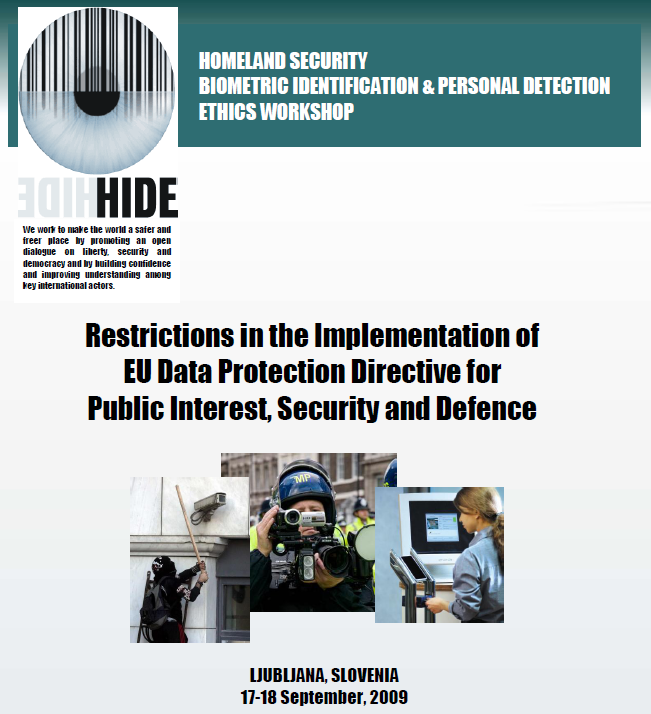 HOMELAND SECURITY
BIOMETRIC IDENTIFICATION & PERSONAL DETECTION
ETHICS WORKSHOP
HIDE HIDE
We work to make the world a safer and
freer place by promoting an open
dialogue on liberty, security and
democracy and by building confidence
and improving understanding among
key international actors.
Restrictions in the Implementation of
EU Data Protection Directive for
Public Interest, Security and Defence
MP
LJUBLJANA, SLOVENIA
17-18 September, 2009